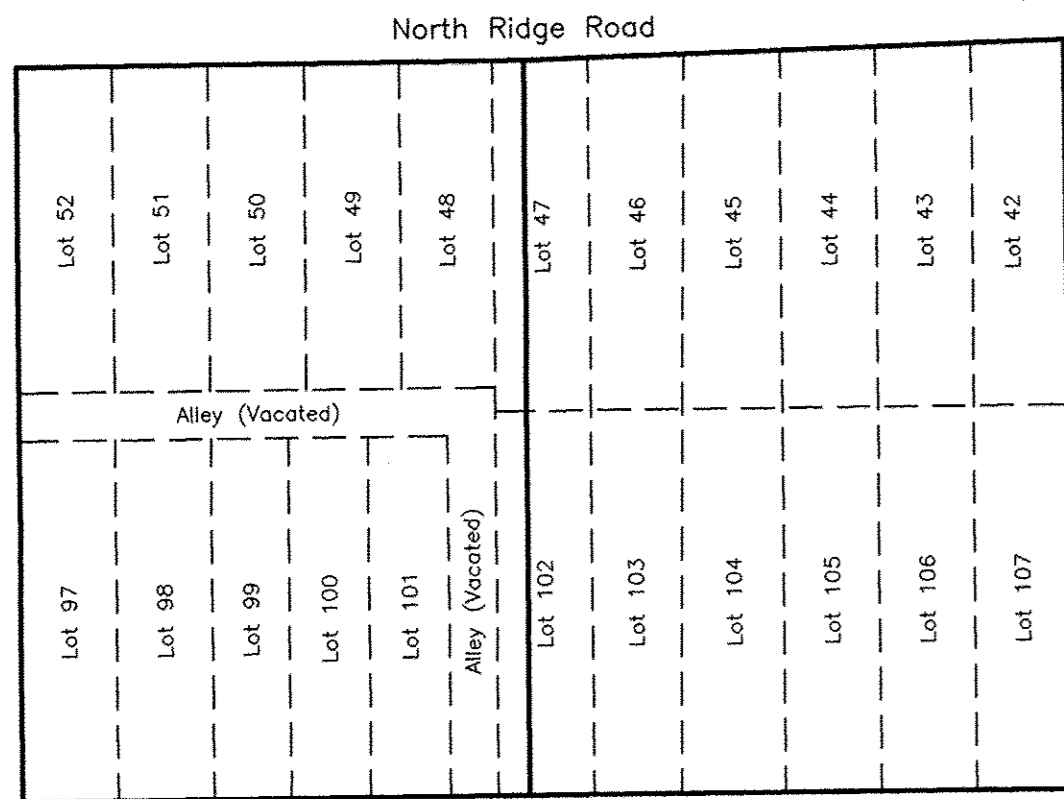 North Ridge Road
Lot 52
Lot 51
Lot 50
Lot 49
Lot 48
Lot 47
Lot 46
Lot 45
Lot 44
Lot 43
Lot 42
Alley (Vacated)
Lot 97
Lot 98
Lot 99
Lot 100
Lot 101
Alley (Vacated)
Lot 102
Lot 103
Lot 104
Lot 105
Lot 106
Lot 107